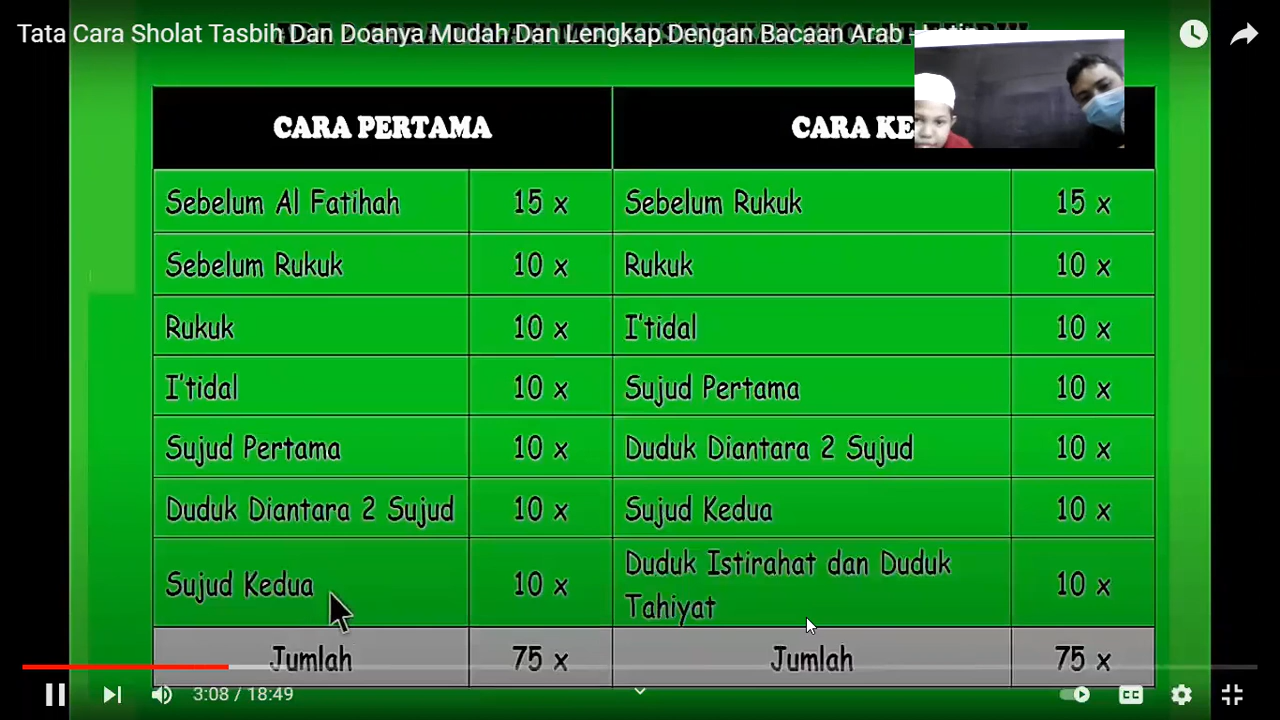 Tata Cara Sholat Tasbih Dan Doanya Mudah Dan Lengkap Dengan Bacaan Arab -
CARA PERTAMA
CARA KE
Sebelum Al Fatihah 15 x Sebelum Rukuk 15 x
Sebelum Rukuk 10 x Rukuk 10 x
Rukuk 10 x I'tidal 10 x
I'tidal 10 x Sujud Pertama 10 x
Sujud Pertama 10 x Duduk Diantara 2 Sujud 10 x
Duduk Diantara 2 Sujud 10 x Sujud Kedua 10 x
Sujud Kedua 10 x Duduk Istirahat dan Duduk
Tahiyat 10 x
Jumlah 75 x Jumlah 75 x
3:08 / 18:49
CC